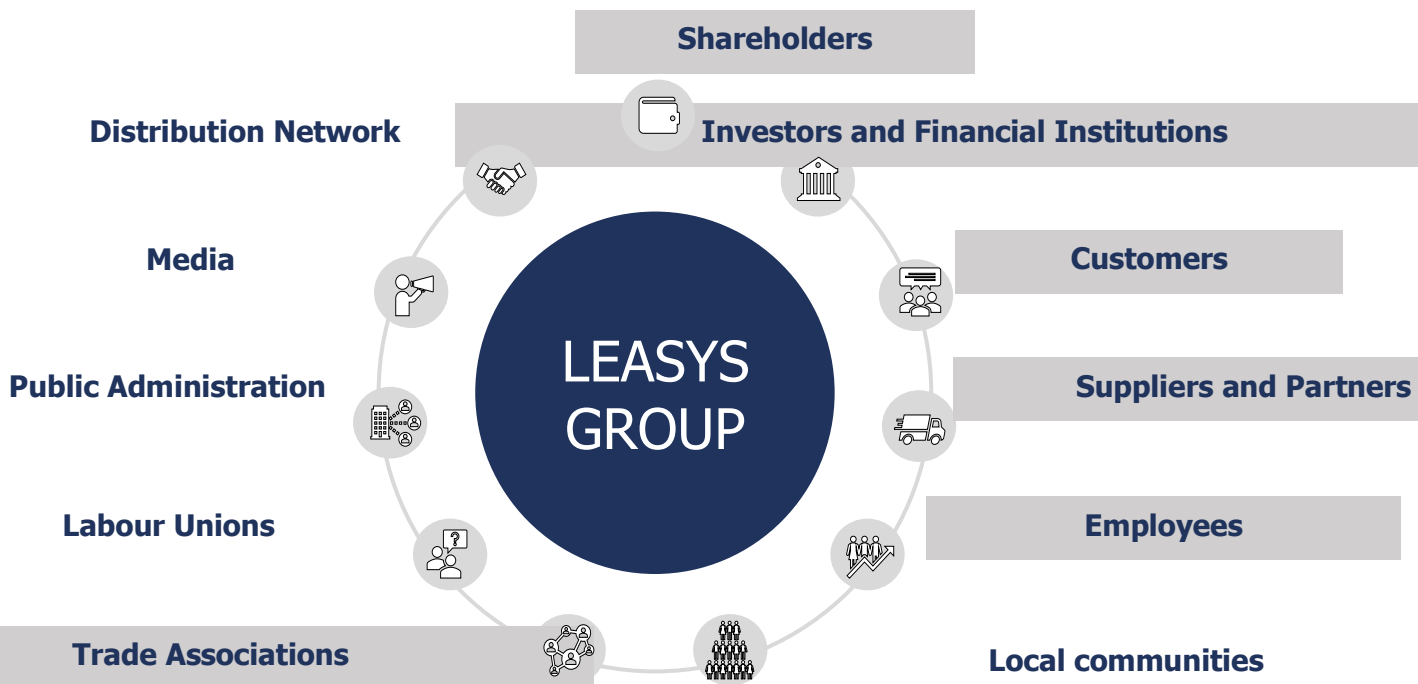 Shareholders
Distribution Network
Investors and Financial Institutions
Media
Customers
LEASYS
GROUP
Public Administration
Suppliers and Partners
Labour Unions
?
Employees
Trade Associations
Local communities